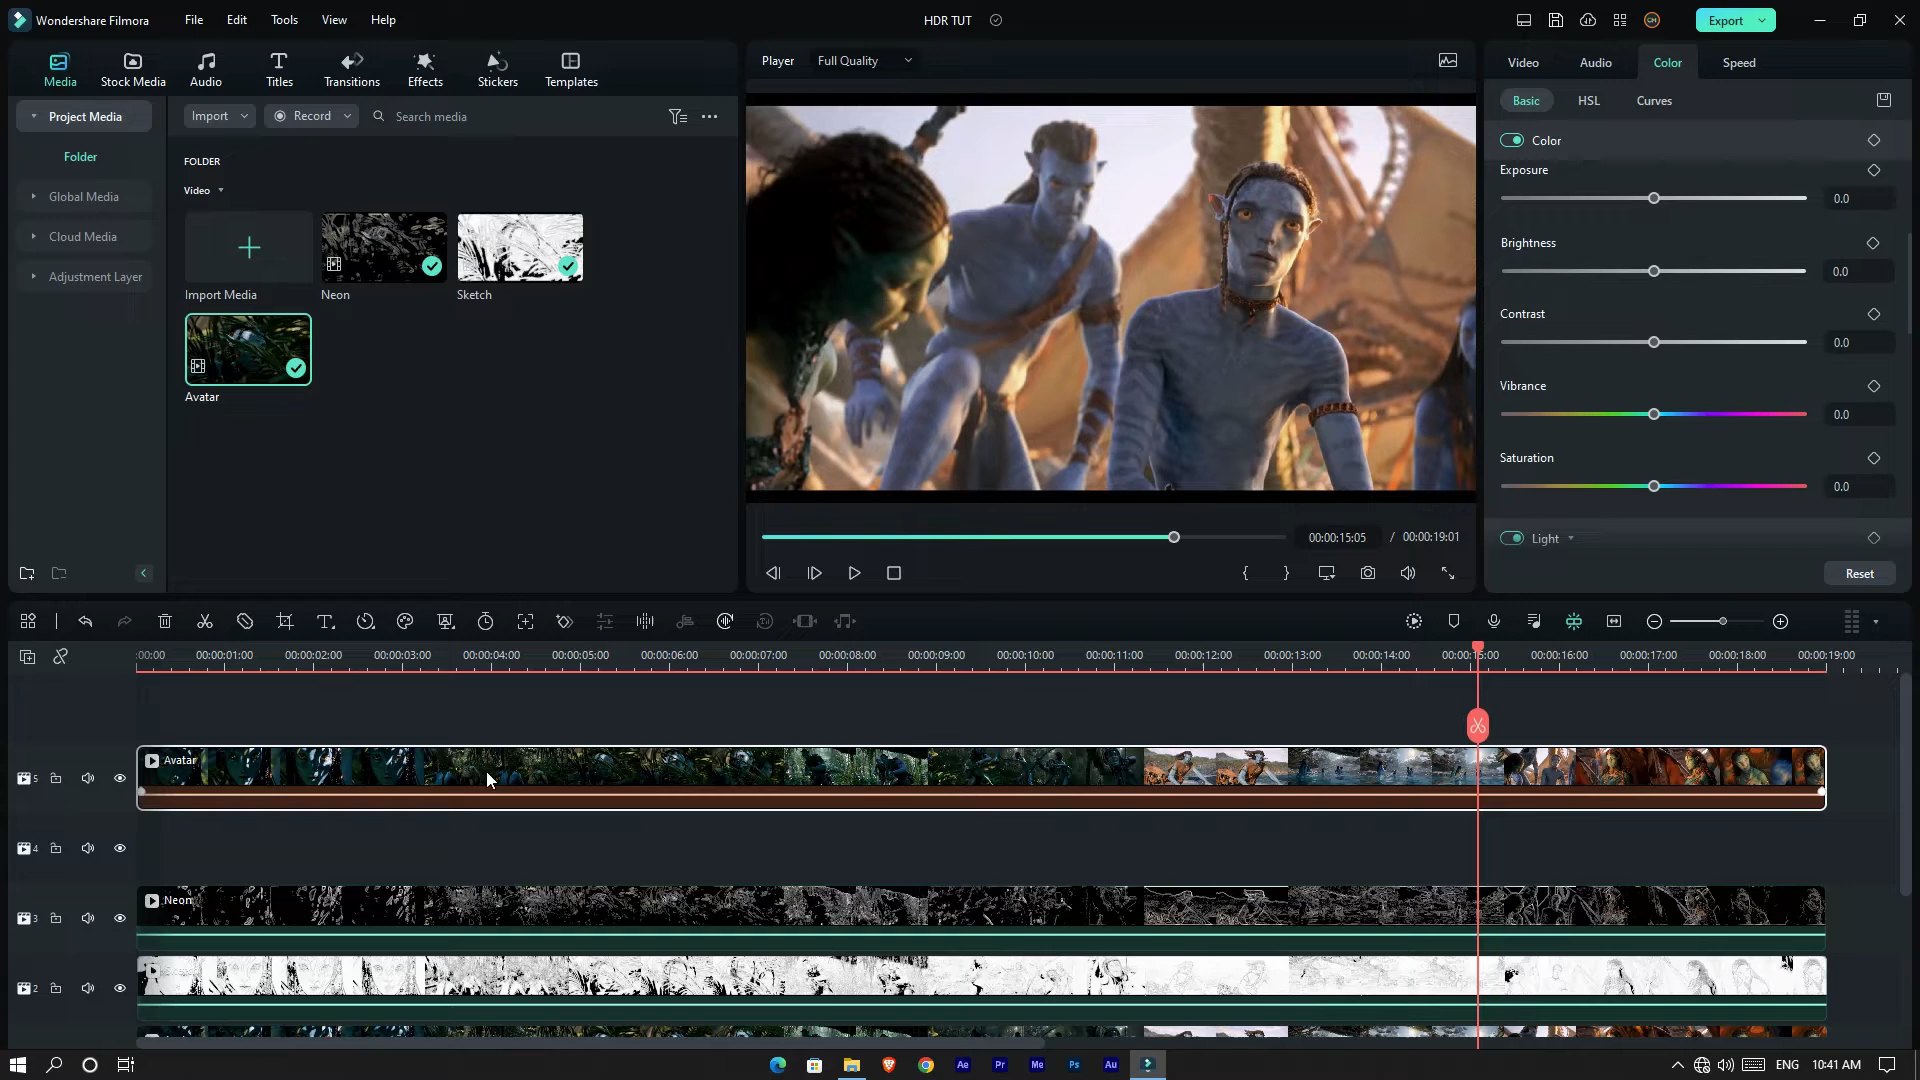 Wondershare Filmora
File
Edit
Tools
View
Help
HDR TUT
GM
Export
Media
Stock Media
Audio
Titles
Transitions
Effects
Stickers
Templates
Player
Full Quality
Video
Audio
Color
Speed
Project Media
Folder
Global Media
Cloud Media
Adjustment Layer
Import
Record
Search media
FOLDER
Video
Import Media
Neon
Sketch
Avatar
Basic
HSL
Curves
Color
Exposure
0.0
Brightness
0.0
Contrast
0.0
Vibrance
0.0
Saturation
0.0
Light
Reset
00:00:15:05 / 00:00:19:01
:00:00 00:00:01:00 00:00:02:00 00:00:03:00 00:00:04:00 00:00:05:00 00:00:06:00 00:00:07:00 00:00:08:00 00:00:09:00 00:00:10:00 00:00:11:00 00:00:12:00 00:00:13:00 00:00:14:00 00:00:15:00 00:00:16:00 00:00:17:00 00:00:18:00 00:00:19:00
Avatar
5
4
Neon
3
2
Ae
Pr
Me
Ps
Au
ENG
10:41 AM